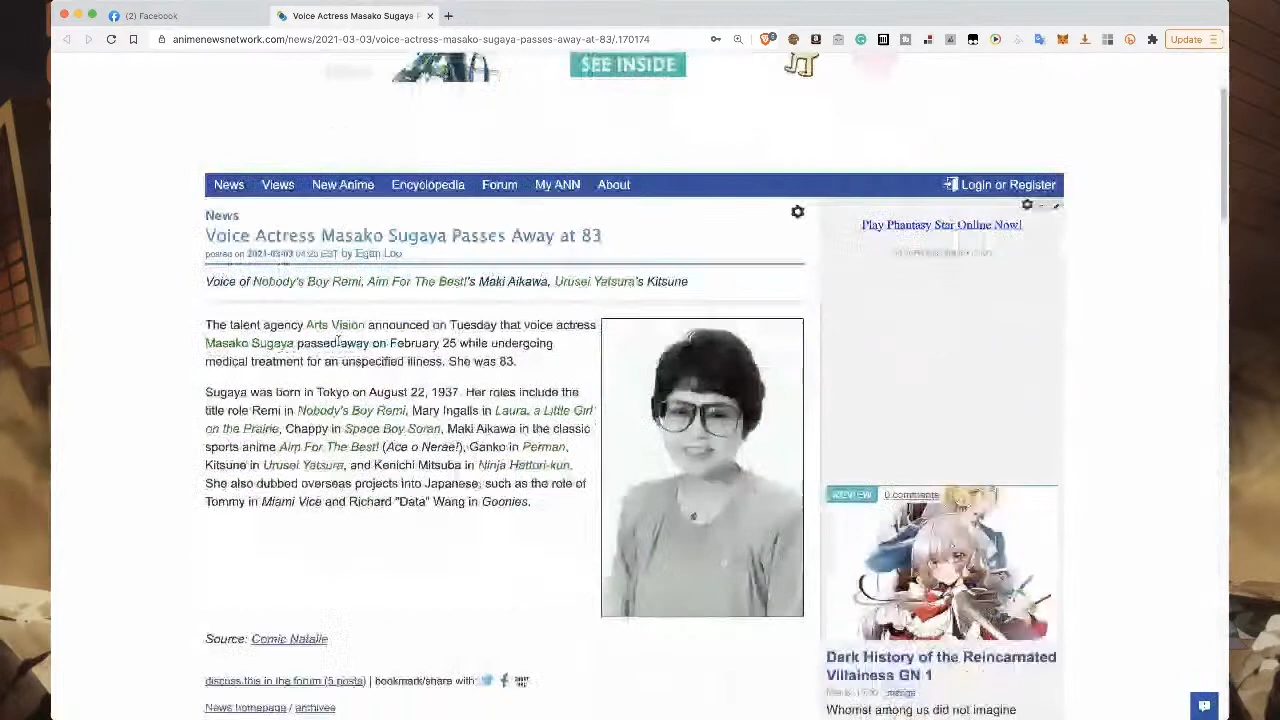 (2) Facebook
Voice Actress Masako Sugaya P
animenewsnetwork.com/news/2021-03-03/voice-actress-masako-sugaya-passes-away-at-83/.170174
Update
SEE INSIDE
News Views New Anime Encyclopedia Forum My ANN About Login or Register
News
Voice Actress Masako Sugaya Passes Away at 83
posted on 2021-03-03 04:25 EST by Egan Loo
Voice of Nobody's Boy Remi, Aim For The Best!'s Maki Aikawa, Urusei Yatsura's Kitsune
The talent agency Arts Vision announced on Tuesday that voice actress
Masako Sugaya passed away on February 25 while undergoing
medical treatment for an unspecified illness. She was 83.
Sugaya was born in Tokyo on August 22, 1937. Her roles include the
title role Remi in Nobody's Boy Remi, Mary Ingalls in Laura, a Little Girl
on the Prairie, Chappy in Space Boy Soran, Maki Aikawa in the classic
sports anime Aim For The Best! (Ace o Nerae!), Ganko in Perman,
Kitsune in Urusei Yatsura, and Kenichi Mitsuba in Ninja Hattori-kun.
She also dubbed overseas projects into Japanese, such as the role of
Tommy in Miami Vice and Richard "Data" Wang in Goonies.
Source: Comic Natalie
discuss this in the forum (5 posts) | bookmark/share with:
News homepage / archives
Play Phantasy Star Online Now!
REVIEW 0 comments
Dark History of the Reincarnated
Villainess GN 1
manga
Whomst among us did not imagine